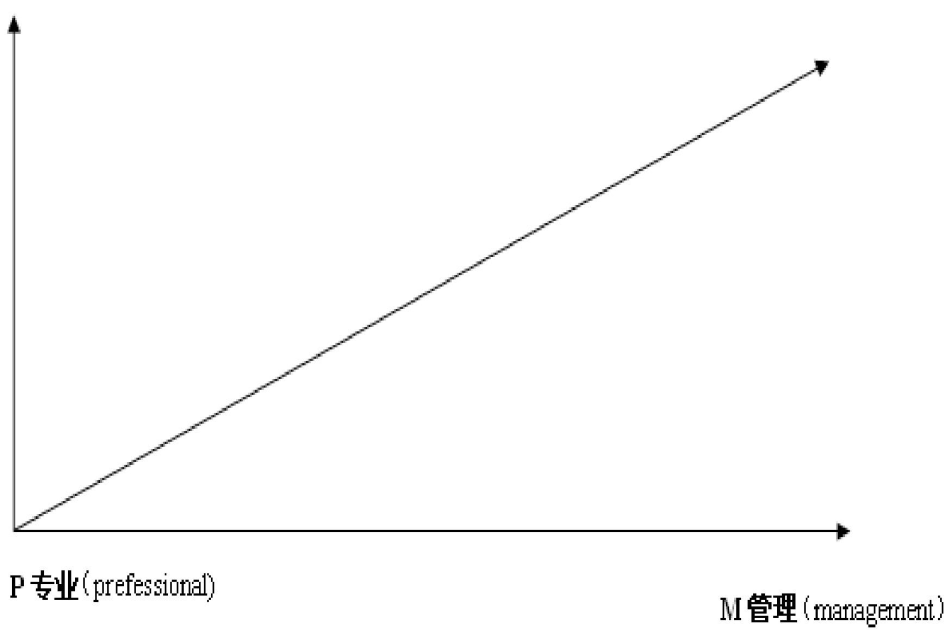 P 专业(prefessional)
M 管理(management)